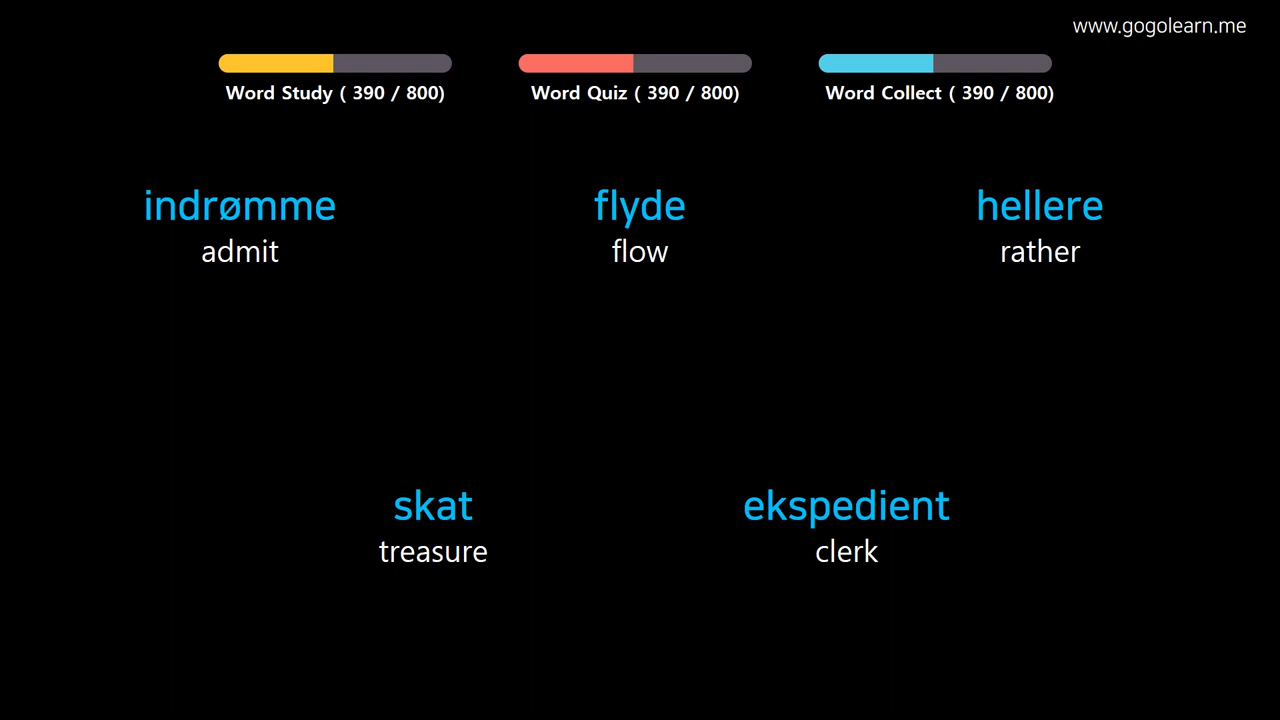 www.gogolearn.me
Word Study ( 390 / 800)
Word Quiz ( 390 / 800)
Word Collect ( 390 / 800)
indrømme
admit
flyde
flow
hellere
rather
skat
treasure
ekspedient
clerk